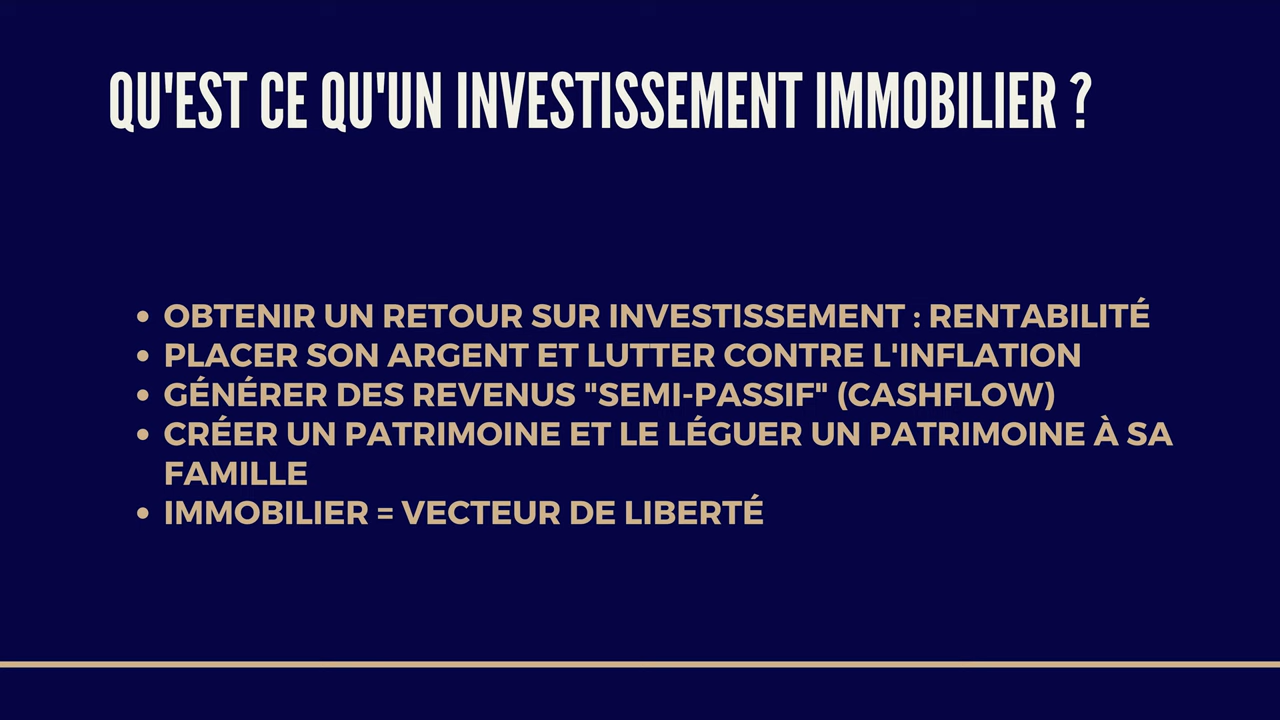 QU'EST CE QU'UN INVESTISSEMENT IMMOBILIER ?
• OBTENIR UN RETOUR SUR INVESTISSEMENT : RENTABILITÉ
• PLACER SON ARGENT ET LUTTER CONTRE L'INFLATION
• GÉNÉRER DES REVENUS "SEMI-PASSIF" (CASHFLOW)
• CRÉER UN PATRIMOINE ET LE LÉGUER UN PATRIMOINE À SA
FAMILLE
• IMMOBILIER = VECTEUR DE LIBERTÉ